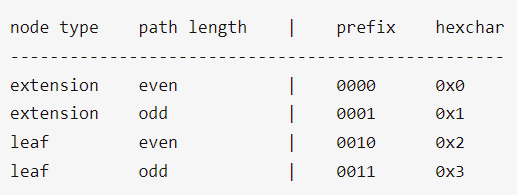 node type    path length    |    prefix    hexchar
--------------------------------------------------
extension    even           |    0000      0x0
extension    odd            |    0001      0x1
leaf         even           |    0010      0x2
leaf         odd            |    0011      0x3